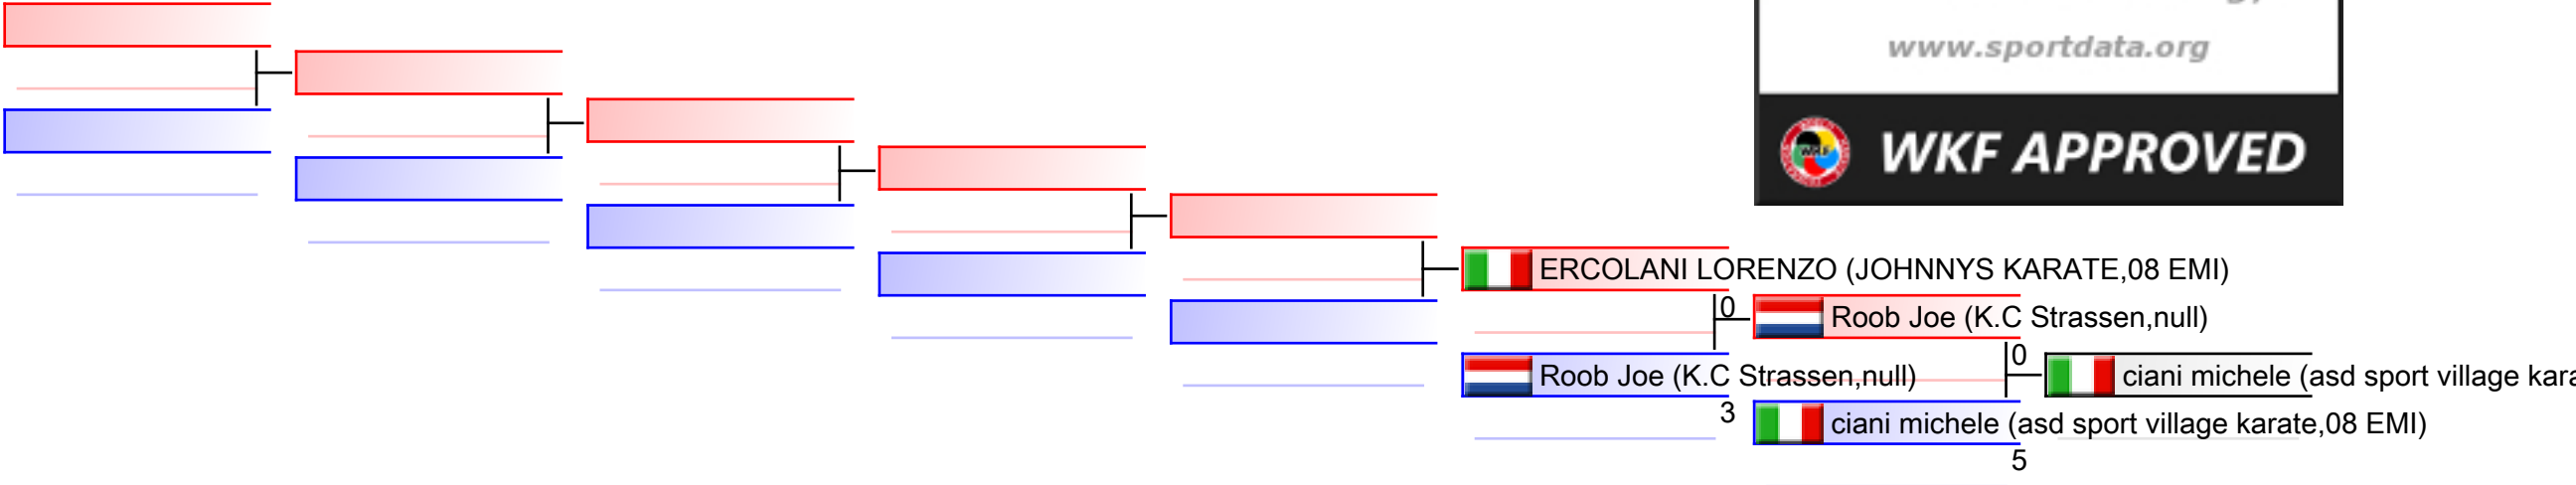 www.sportdata.org
WKF APPROVED
ERCOLANI LORENZO (JOHNNYS KARATE,08 EMI)
0
Roob Joe (K.C Strassen,null)
Roob Joe (K.C Strassen,null)
3
0
ciani michele (asd sport village kara
ciani michele (asd sport village karate,08 EMI)
5